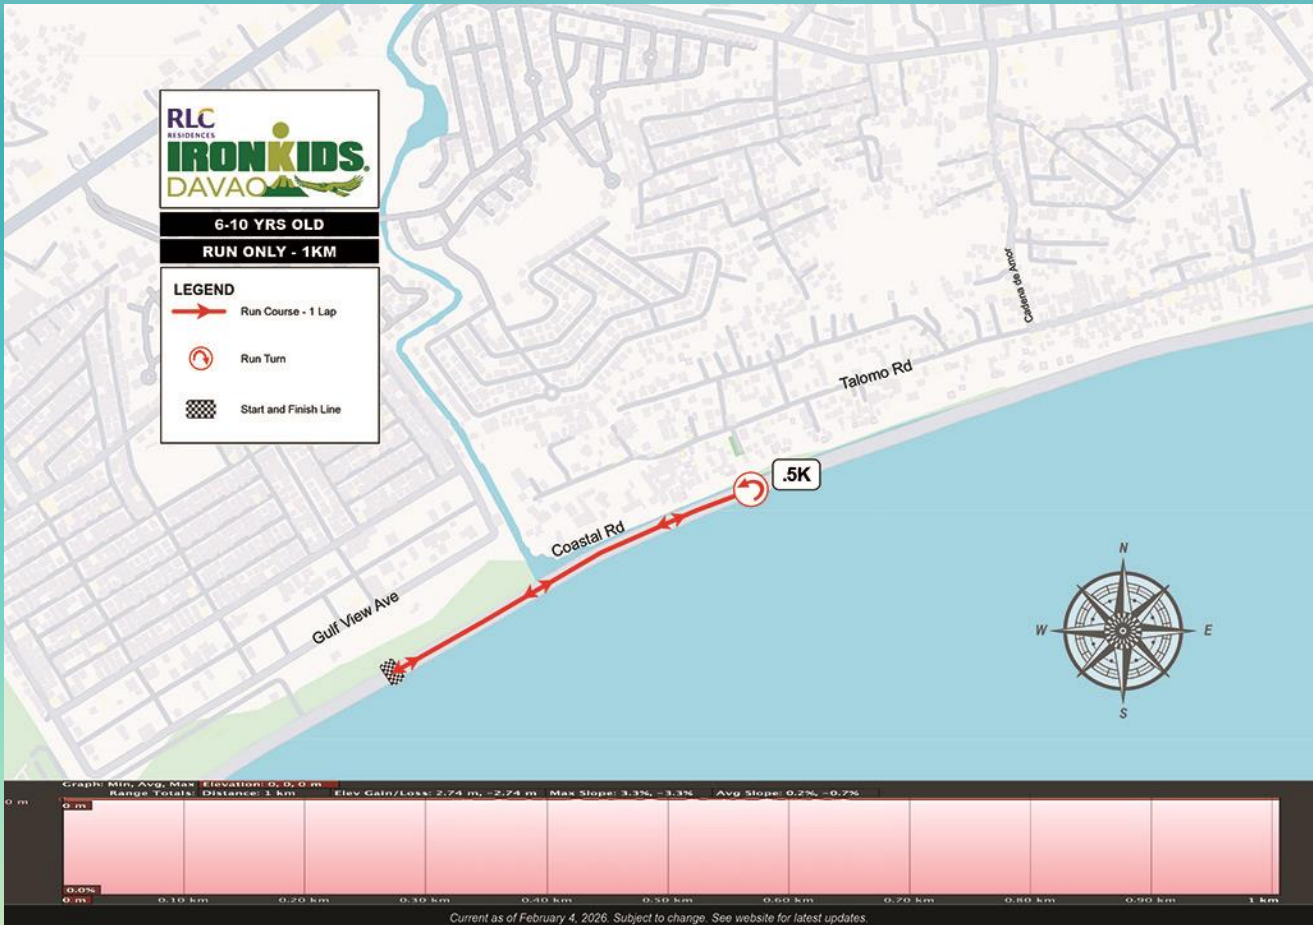 RLC
RESIDENCES
IRONKIDS.
DAVAO
6-10 YRS OLD
RUN ONLY - 1KM
LEGEND
Run Course - 1 Lap
Run Turn
Start and Finish Line
Cadena de Amor
Talomo Rd
.5K
Coastal Rd
Gulf View Ave
N
W
E
S
Graph: Min, Avg, Max Elevation: 0, 0, 0 m
Range Totals: Distance: 1 km Elev Gain/Loss: 2.74 m, -2.74 m Max Slope: 3.3%, -3.3% Avg Slope: 0.2%, -0.7%
0 m
0 m
0.0%
0 m 0.10 km 0.20 km 0.30 km 0.40 km 0.50 km 0.60 km 0.70 km 0.80 km 0.90 km 1 km
Current as of February 4, 2026. Subject to change. See website for latest updates.